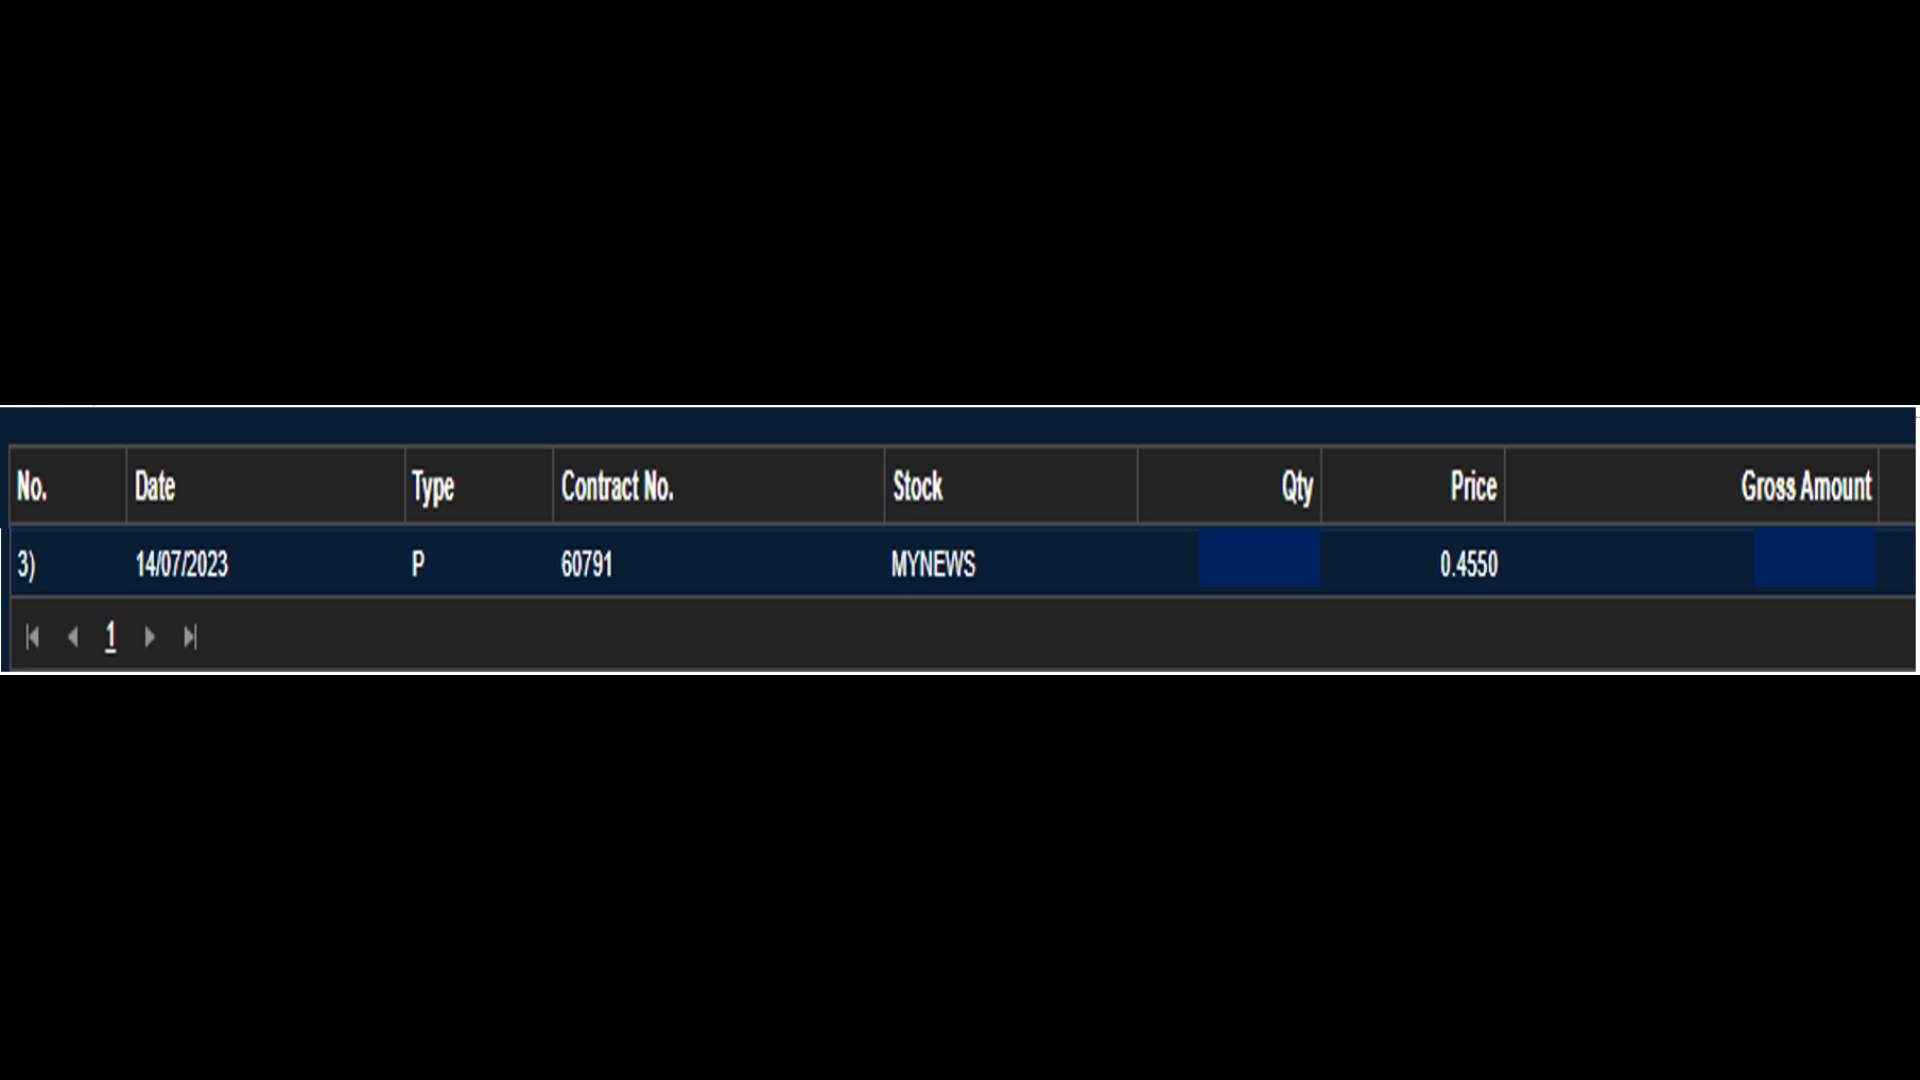 No. Date Type Contract No. Stock Qty Price Gross Amount
3) 14/07/2023 P 60791 MYNEWS 0.4550
1